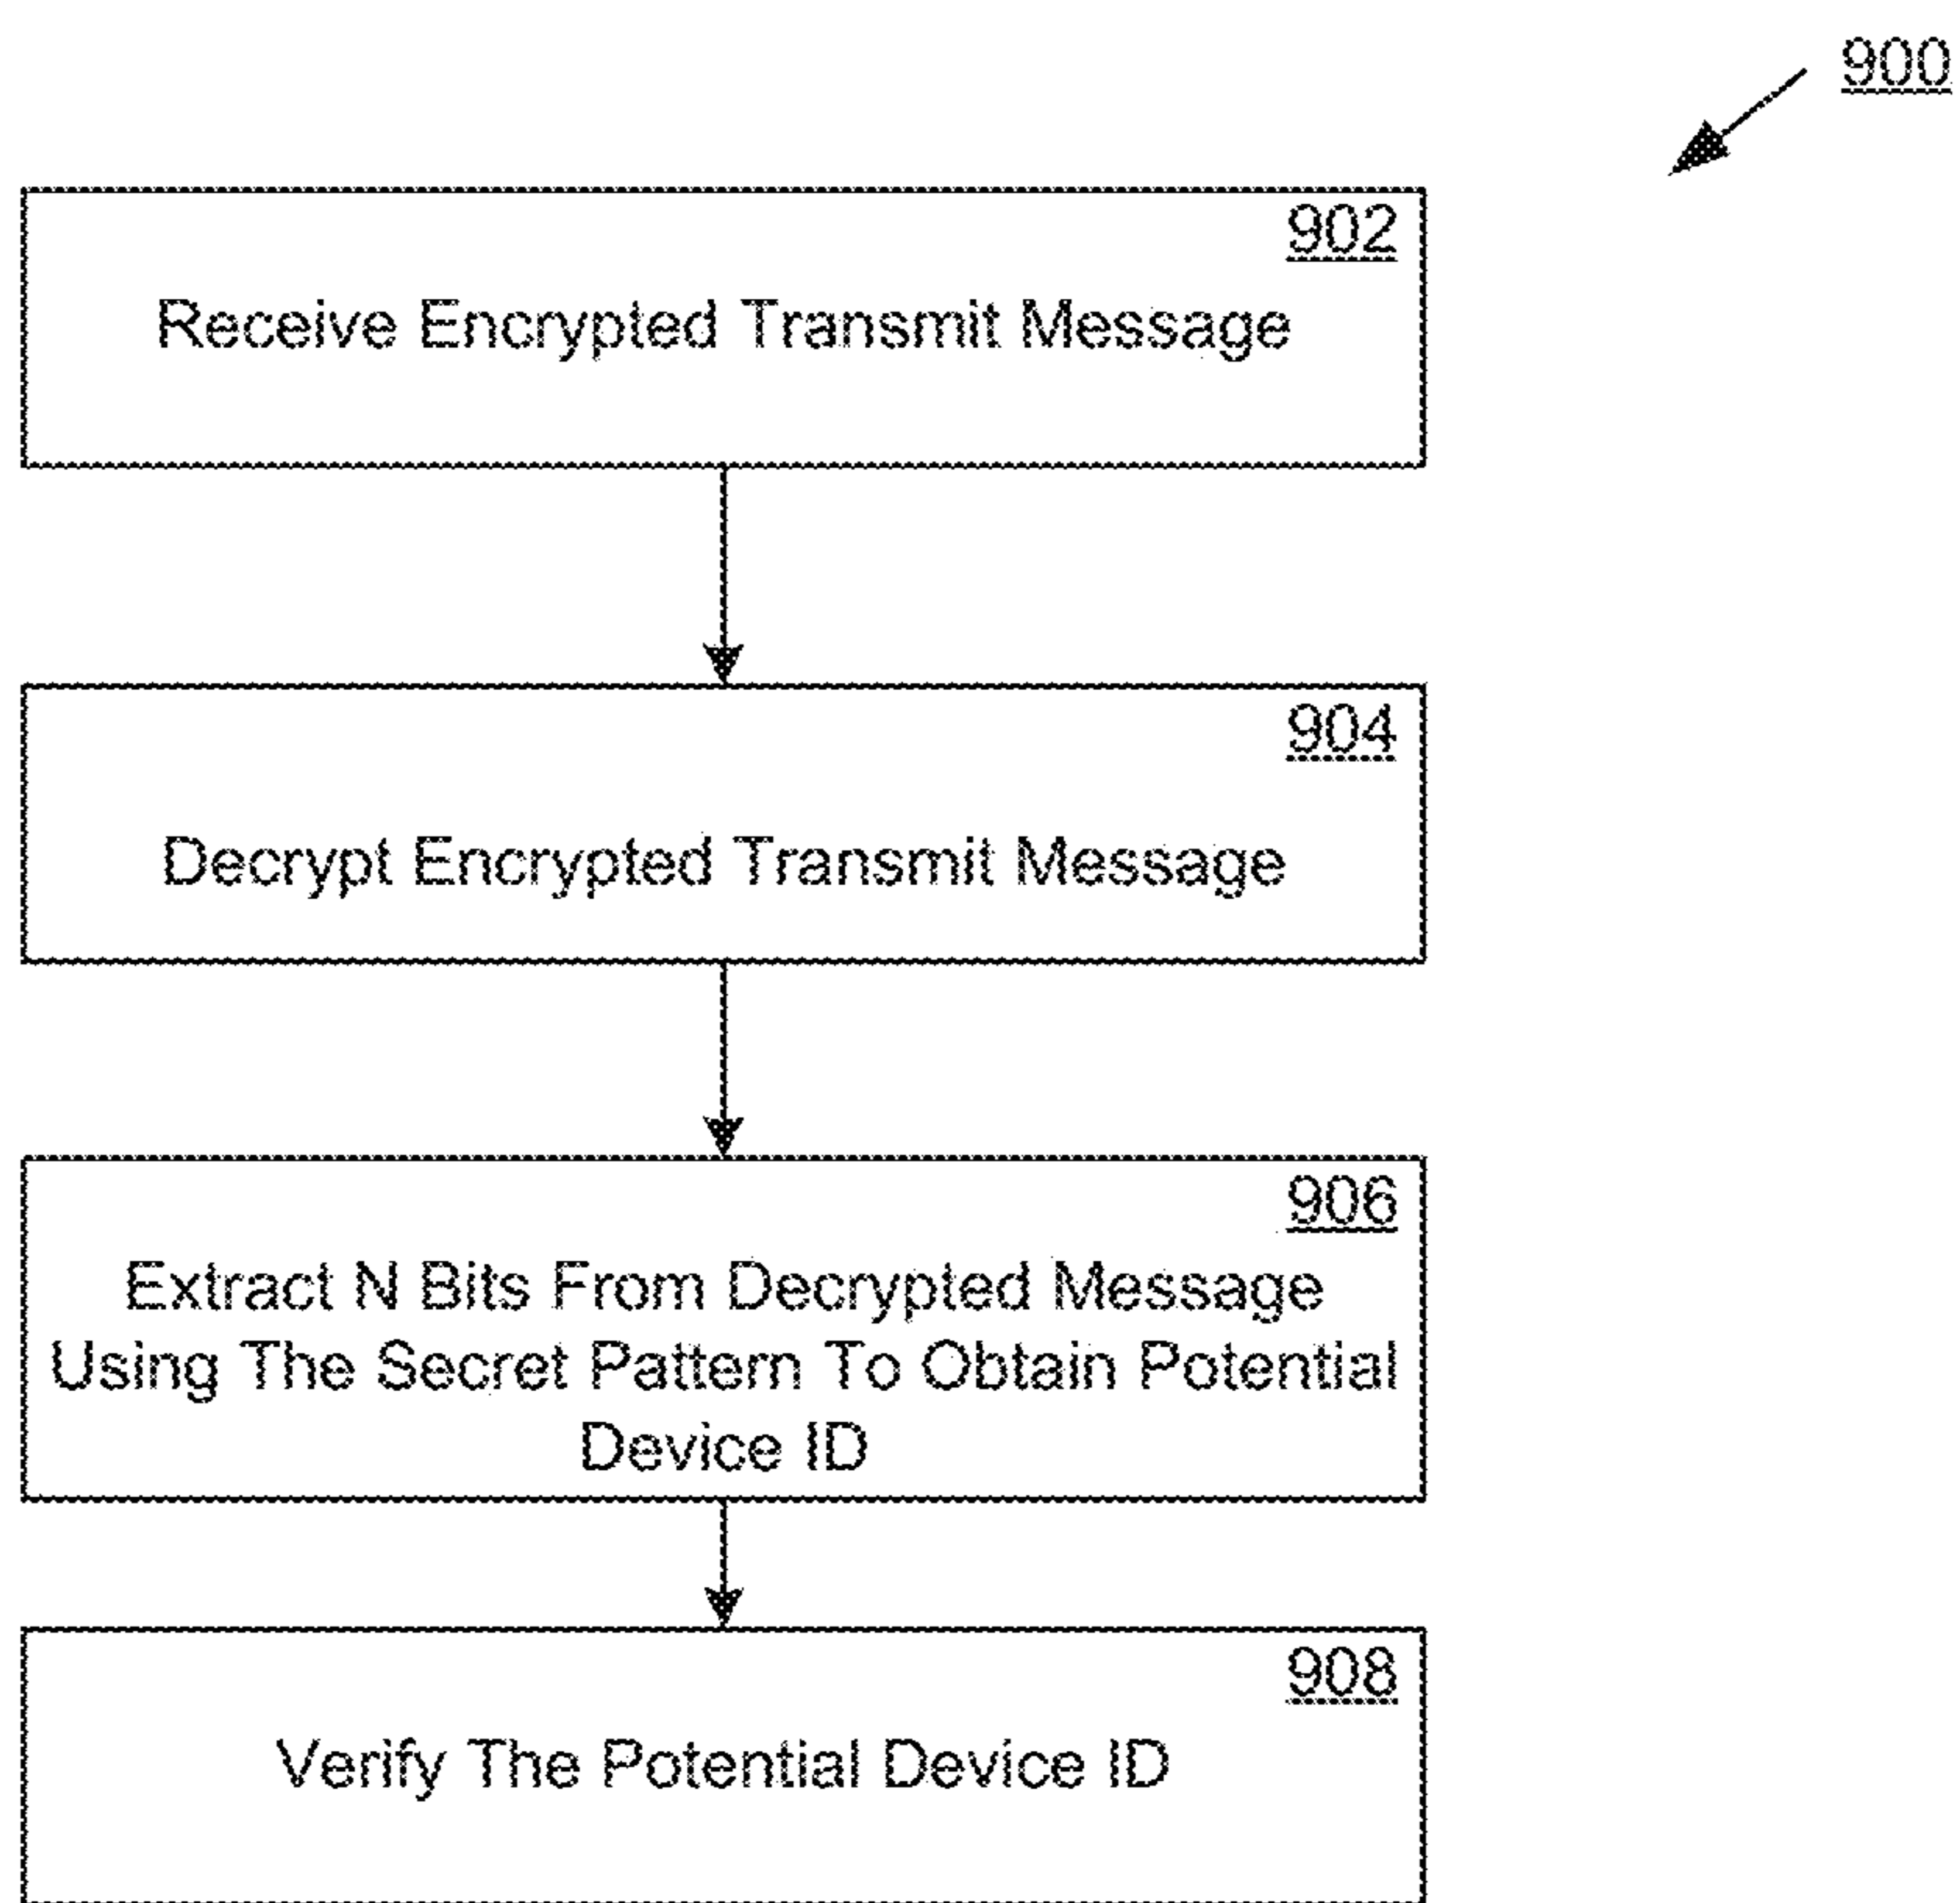 900
902
Receive Encrypted Transmit Message
904
Decrypt Encrypted Transmit Message
906
Extract N Bits From Decrypted Message
Using The Secret Pattern To Obtain Potential
Device ID
908
Verify The Potential Device ID